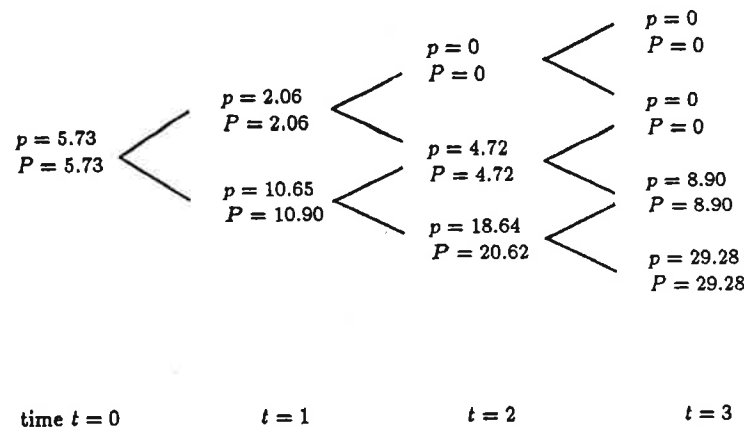 p = 5.73
P = 5.73
p = 2.06
P = 2.06
p = 10.65
P = 10.90
p = 0
P = 0
p = 4.72
P = 4.72
p = 18.64
P = 20.62
p = 0
P = 0
p = 0
P = 0
p = 8.90
P = 8.90
p = 29.28
P = 29.28
time t = 0 t = 1 t = 2 t = 3